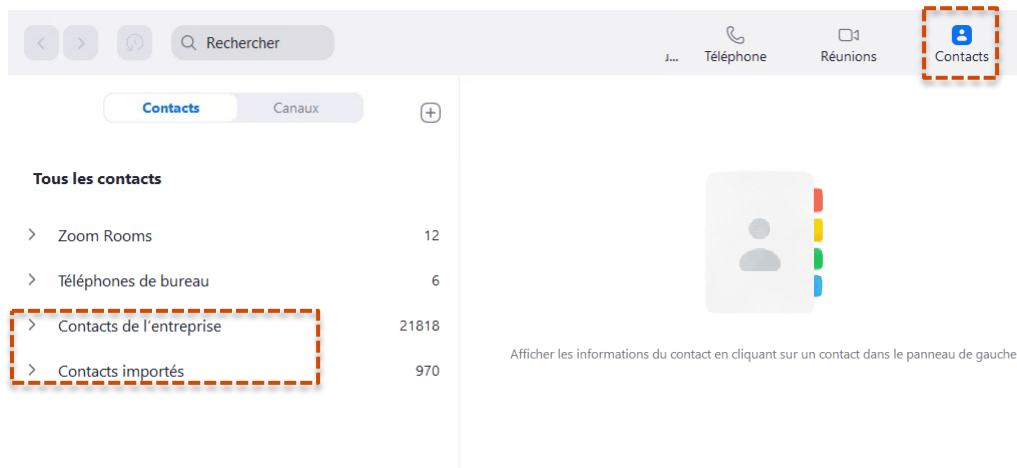 Rechercher
Téléphone
Réunions
Contacts
Contacts
Canaux
Tous les contacts
Zoom Rooms 12
Téléphones de bureau 6
Contacts de l'entreprise 21818
Contacts importés 970
Afficher les informations du contact en cliquant sur un contact dans le panneau de gauche